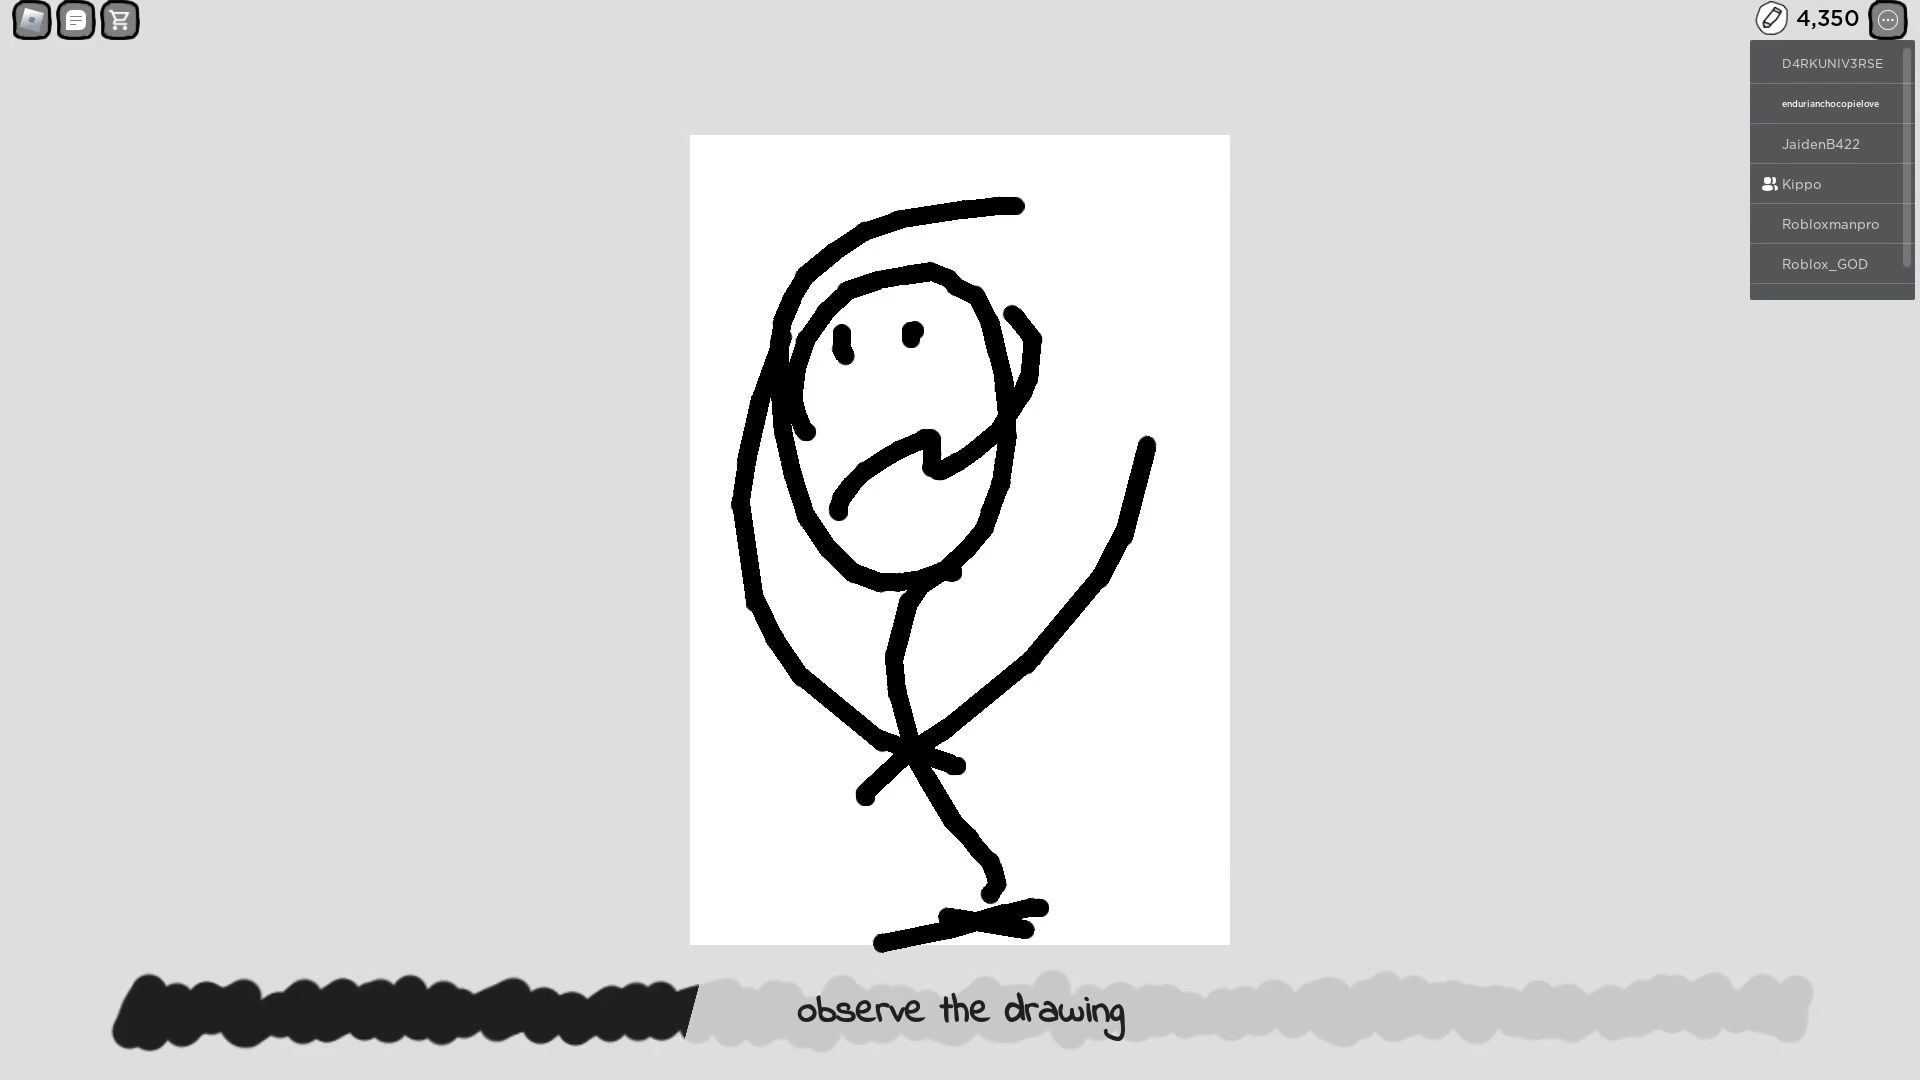 4,350
D4RKUNIV3RSE
endurianchocopielove
JaidenB422
Kippo
Robloxmanpro
Roblox_GOD
observe the drawing